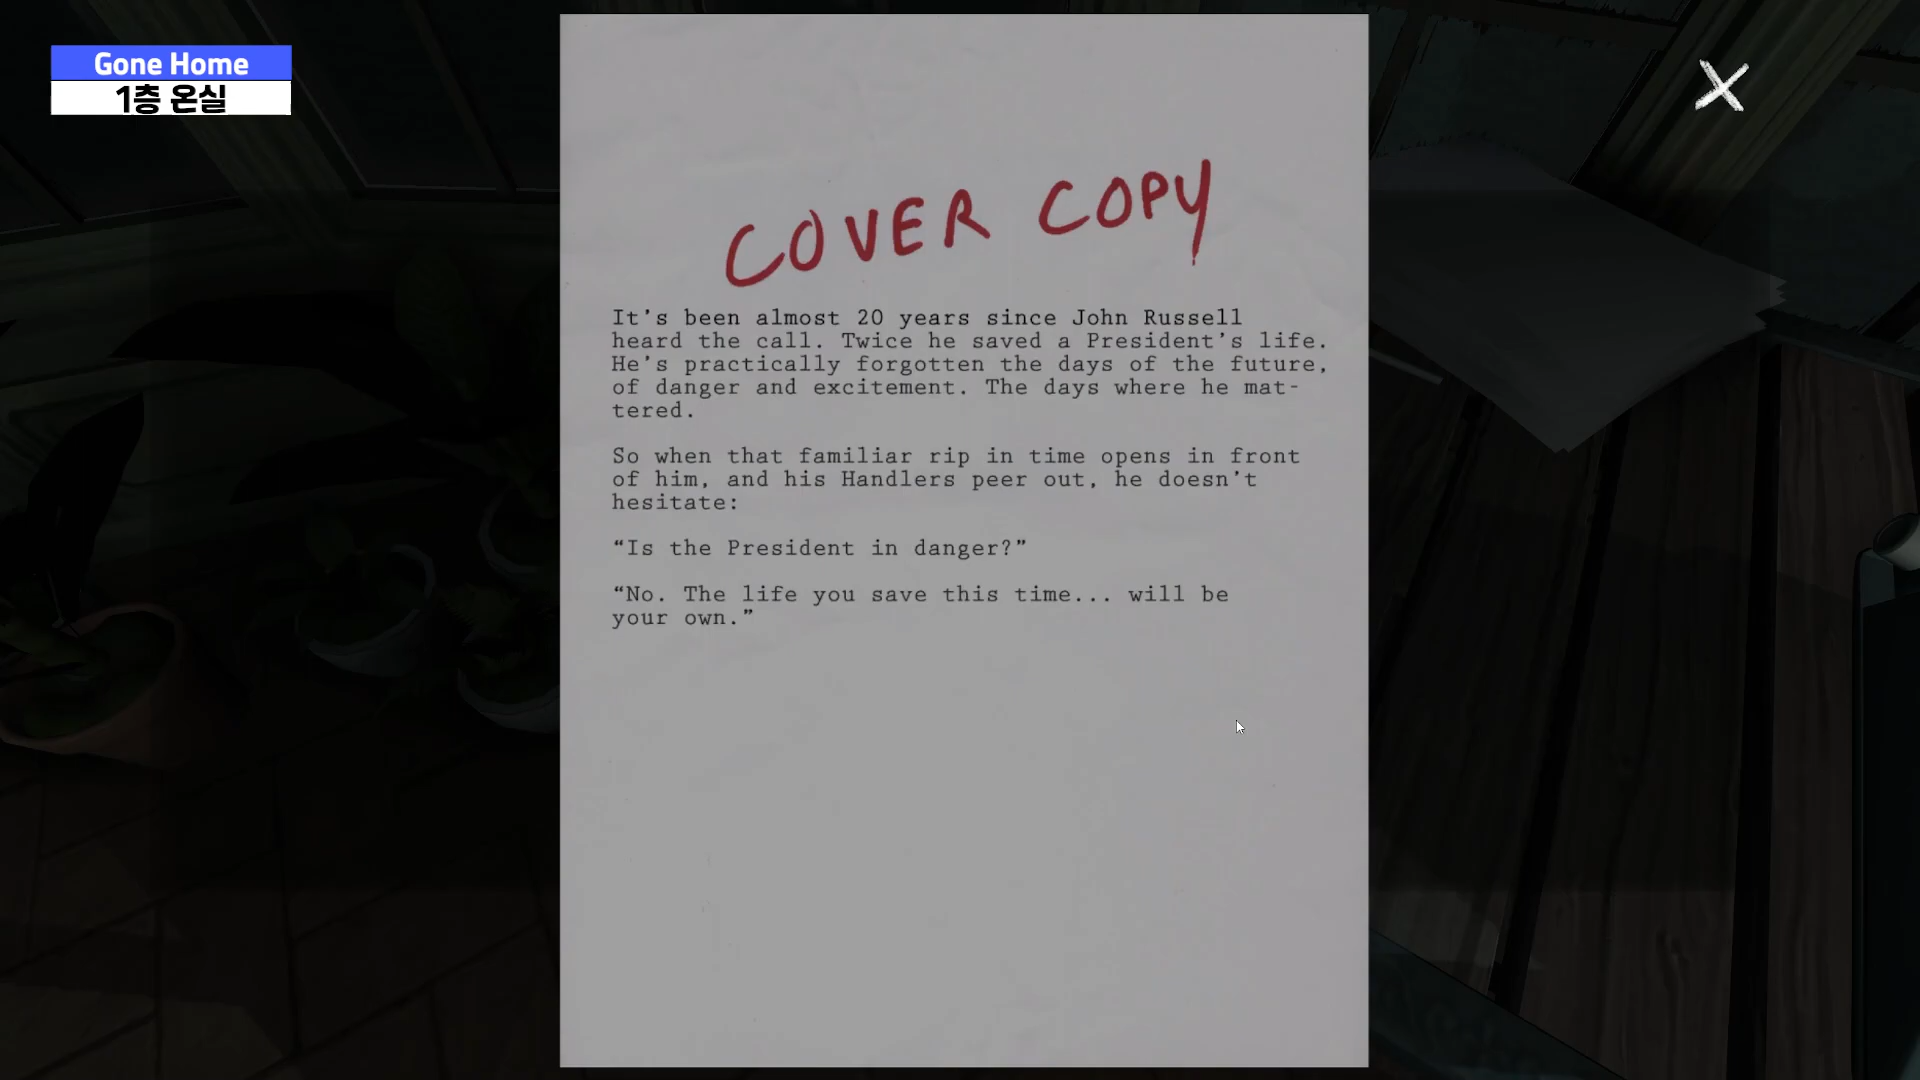 Gone Home
1층 온실
COVER COPY
It's been almost 20 years since John Russell
heard the call. Twice he saved a President's life.
He's practically forgotten the days of the future,
of danger and excitement. The days where he mat-
tered.
So when that familiar rip in time opens in front
of him, and his Handlers peer out, he doesn't
hesitate:
“Is the President in danger?”
“No. The life you save this time... will be
your own.”